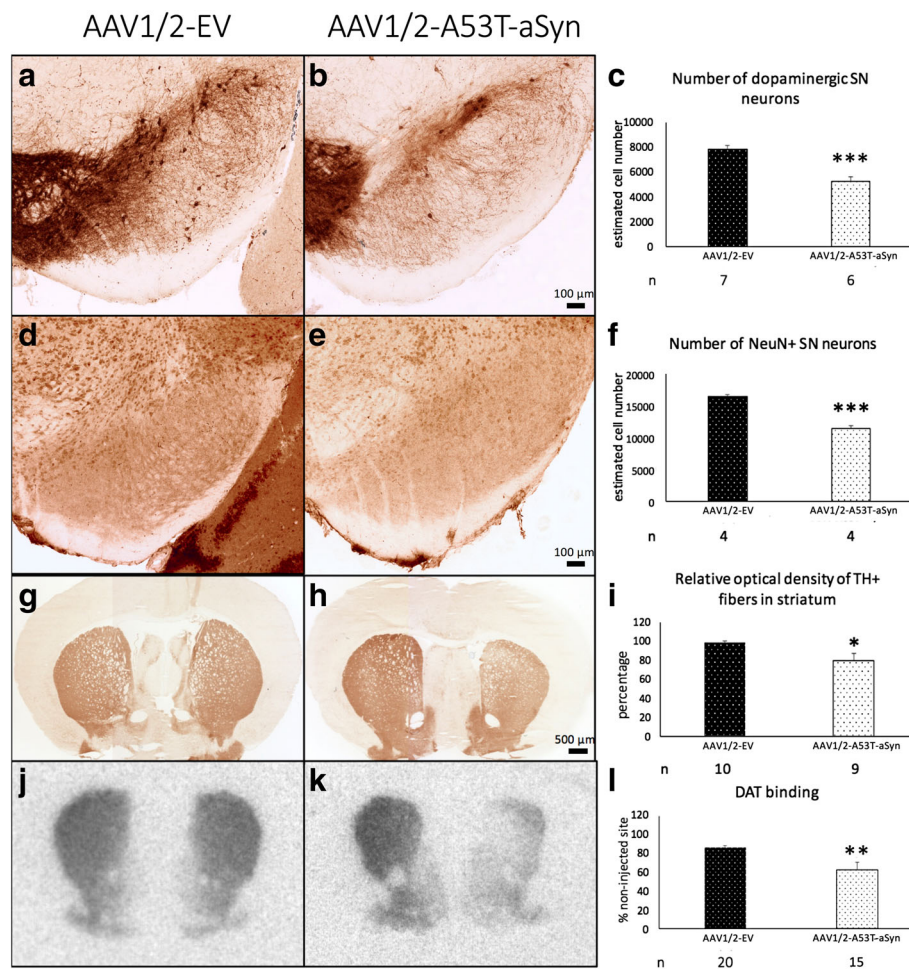 AAV1/2-EV
AAV1/2-A53T-aSyn
a
b
100 µm
c
Number of dopaminergic SN
neurons
estimated cell number
10000
8000
6000
4000
2000
0
***
AAV1/2-EV
AAV1/2-A53T-aSyn
n
7
6
d
e
100 µm
f
Number of NeuN+ SN neurons
estimated cell number
20000
15000
10000
5000
0
***
AAV1/2-EV
AAV1/2-A53T-aSyn
n
4
4
g
h
500 µm
i
Relative optical density of TH+
fibers in striatum
percentage
120
100
80
60
40
20
0
*
AAV1/2-EV
AAV1/2-A53T-aSyn
n
10
9
j
k
l
DAT binding
% non-injected site
120
100
80
60
40
20
0
**
AAV1/2-EV
AAV1/2-A53T-aSyn
n
20
15